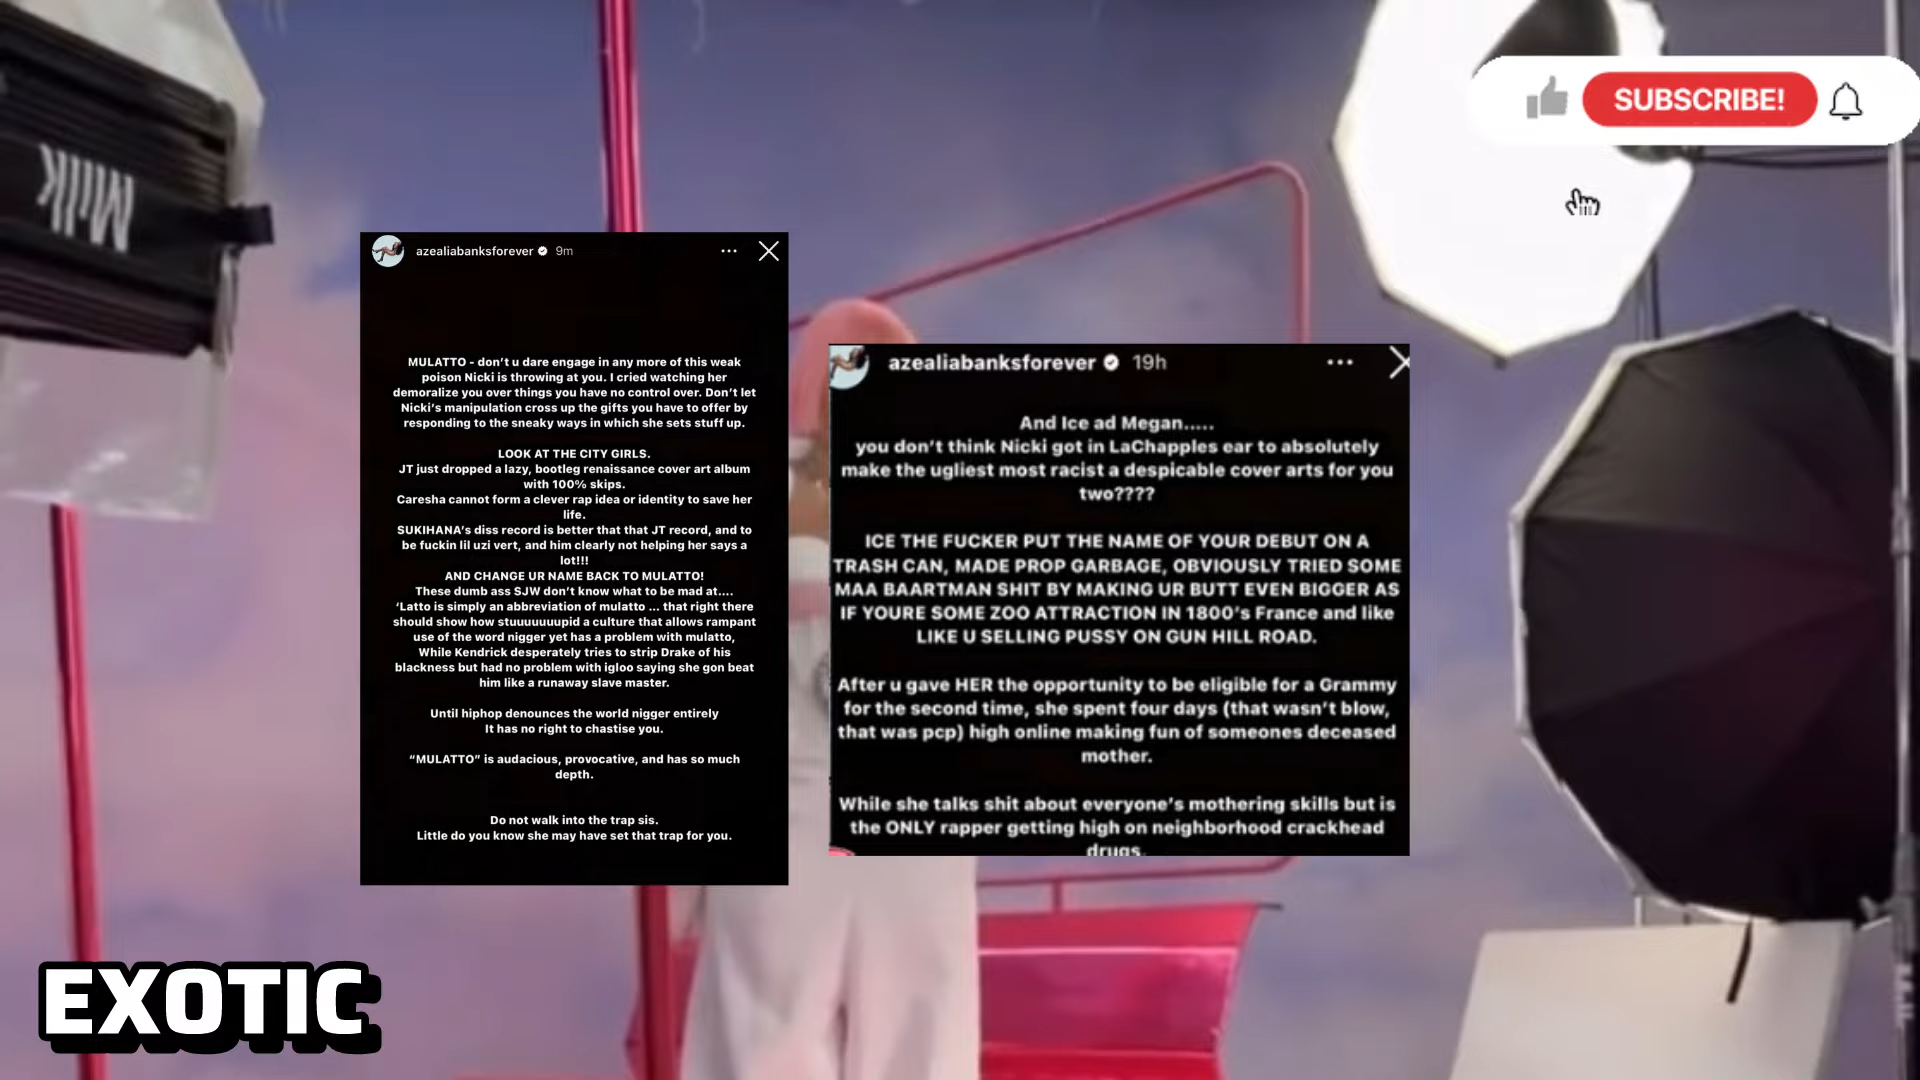 Milk
SUBSCRIBE!
azealiabanksforever 9m
MULATTO - don't u dare engage in any more of this weak
poison Nicki is throwing at you. I cried watching her
demoralize you over things you have no control over. Don't let
Nicki's manipulation cross up the gifts you have to offer by
responding to the sneaky ways in which she sets stuff up.
LOOK AT THE CITY GIRLS.
JT just dropped a lazy, bootleg renaissance cover art album
with 100% skips.
Caresha cannot form a clever rap idea or identity to save her
life.
SUKIHANA's diss record is better that that JT record, and to
be fuckin lil uzi vert, and him clearly not helping her says a
lot!!!
AND CHANGE UR NAME BACK TO MULATTO!
These dumb ass SJW don't know what to be mad at....
'Latto is simply an abbreviation of mulatto ... that right there
should show how stuuuuuuupid a culture that allows rampant
use of the word nigger yet has a problem with mulatto,
While Kendrick desperately tries to strip Drake of his
blackness but had no problem with igloo saying she gon beat
him like a runaway slave master.
Until hiphop denounces the world nigger entirely
It has no right to chastise you.
“MULATTO” is audacious, provocative, and has so much
depth.
Do not walk into the trap sis.
Little do you know she may have set that trap for you.
azealiabanksforever 19h
And Ice ad Megan.....
you don't think Nicki got in LaChapples ear to absolutely
make the ugliest most racist a despicable cover arts for you
two????
ICE THE FUCKER PUT THE NAME OF YOUR DEBUT ON A
TRASH CAN, MADE PROP GARBAGE, OBVIOUSLY TRIED SOME
MAA BAARTMAN SHIT BY MAKING UR BUTT EVEN BIGGER AS
IF YOURE SOME ZOO ATTRACTION IN 1800's France and like
LIKE U SELLING PUSSY ON GUN HILL ROAD.
After u gave HER the opportunity to be eligible for a Grammy
for the second time, she spent four days (that wasn't blow,
that was pcp) high online making fun of someones deceased
mother.
While she talks shit about everyone's mothering skills but is
the ONLY rapper getting high on neighborhood crackhead
drugs.
EXOTIC